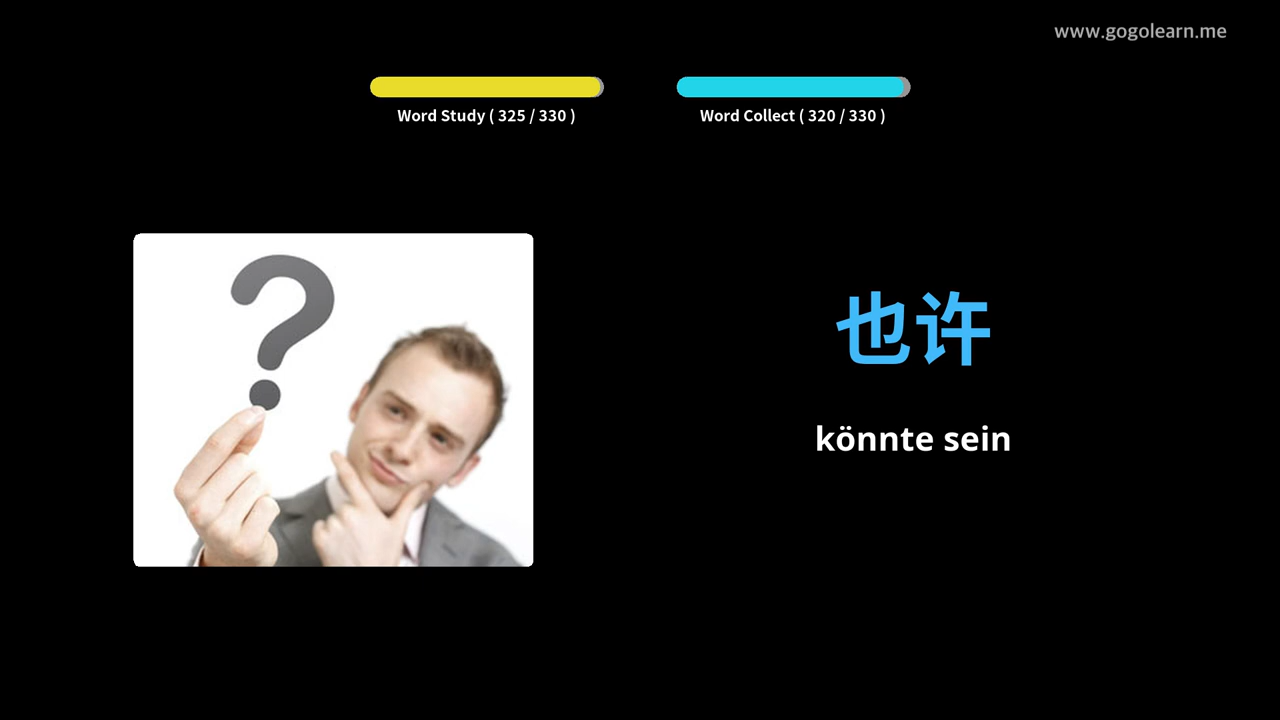 www.gogolearn.me
Word Study ( 325 / 330 )
Word Collect ( 320 / 330 )
也许
könnte sein